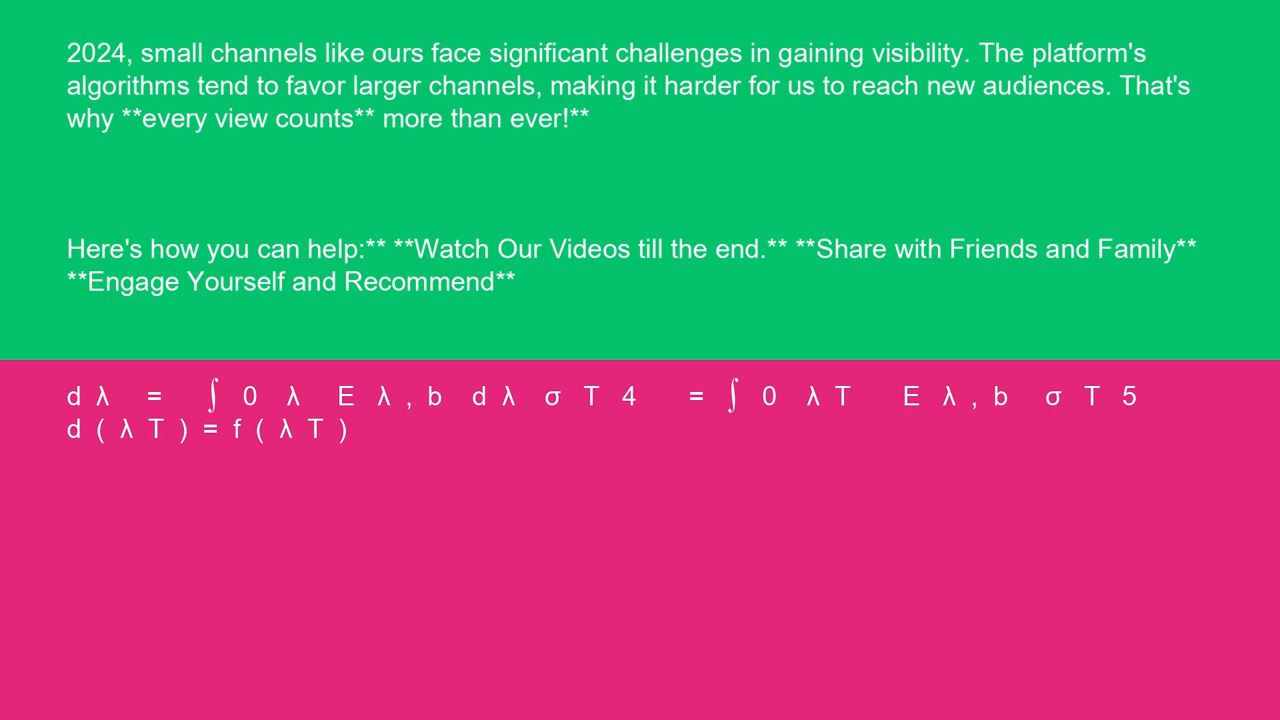 2024, small channels like ours face significant challenges in gaining visibility. The platform's
algorithms tend to favor larger channels, making it harder for us to reach new audiences. That's
why **every view counts** more than ever!**
Here's how you can help:** **Watch Our Videos till the end.** **Share with Friends and Family**
**Engage Yourself and Recommend**
d λ = ∫ 0 λ E λ , b d λ σ T 4 = ∫ 0 λ T E λ , b σ T 5
d ( λ T ) = f ( λ T )